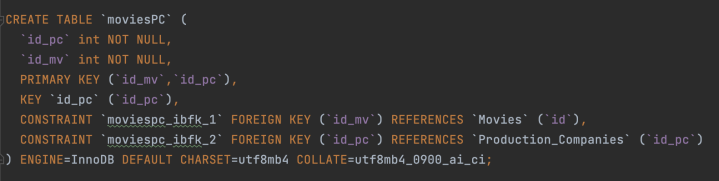 CREATE TABLE `moviesPC` (
`id_pc` int NOT NULL,
`id_mv` int NOT NULL,
PRIMARY KEY (`id_mv`,`id_pc`),
KEY `id_pc` (`id_pc`),
CONSTRAINT `moviespc_ibfk_1` FOREIGN KEY (`id_mv`) REFERENCES `Movies` (`id`),
CONSTRAINT `moviespc_ibfk_2` FOREIGN KEY (`id_pc`) REFERENCES `Production_Companies` (`id_pc`)
) ENGINE=InnoDB DEFAULT CHARSET=utf8mb4 COLLATE=utf8mb4_0900_ai_ci;